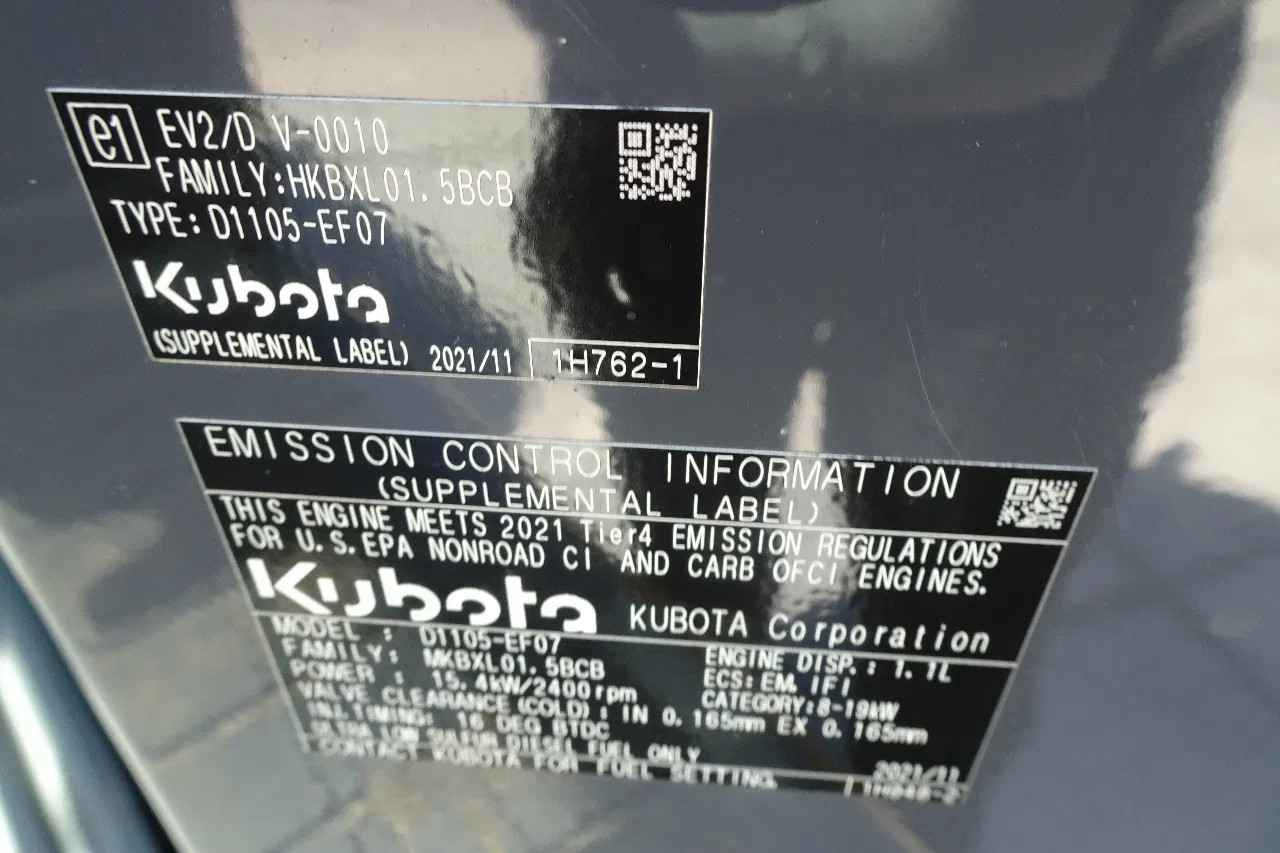 e1 EV2/D V-0010
FAMILY:HKBXL01.5BCB
TYPE:D1105-EF07
Kubota
(SUPPLEMENTAL LABEL) 2021/11 1H762-1
EMISSION CONTROL INFORMATION
(SUPPLEMENTAL LABEL)
THIS ENGINE MEETS 2021 Tier4 EMISSION REGULATIONS
FOR U.S.EPA NONROAD CI AND CARB OFCI ENGINES.
Kubota KUBOTA Corporation
MODEL : D1105-EF07 ENGINE DISP.: 1.1L
FAMILY: MKBXL01.5BCB ECS:EM,IFI
POWER : 15.4kW/2400rpm CATEGORY:8-19kW
VALVE CLEARANCE(COLD): IN 0.165mm EX 0.165mm
INJ.TIMING: 16 DEG BTDC
ULTRA LOW SULFUR DIESEL FUEL ONLY
CONTACT KUBOTA FOR FUEL SETTING. 2021/11